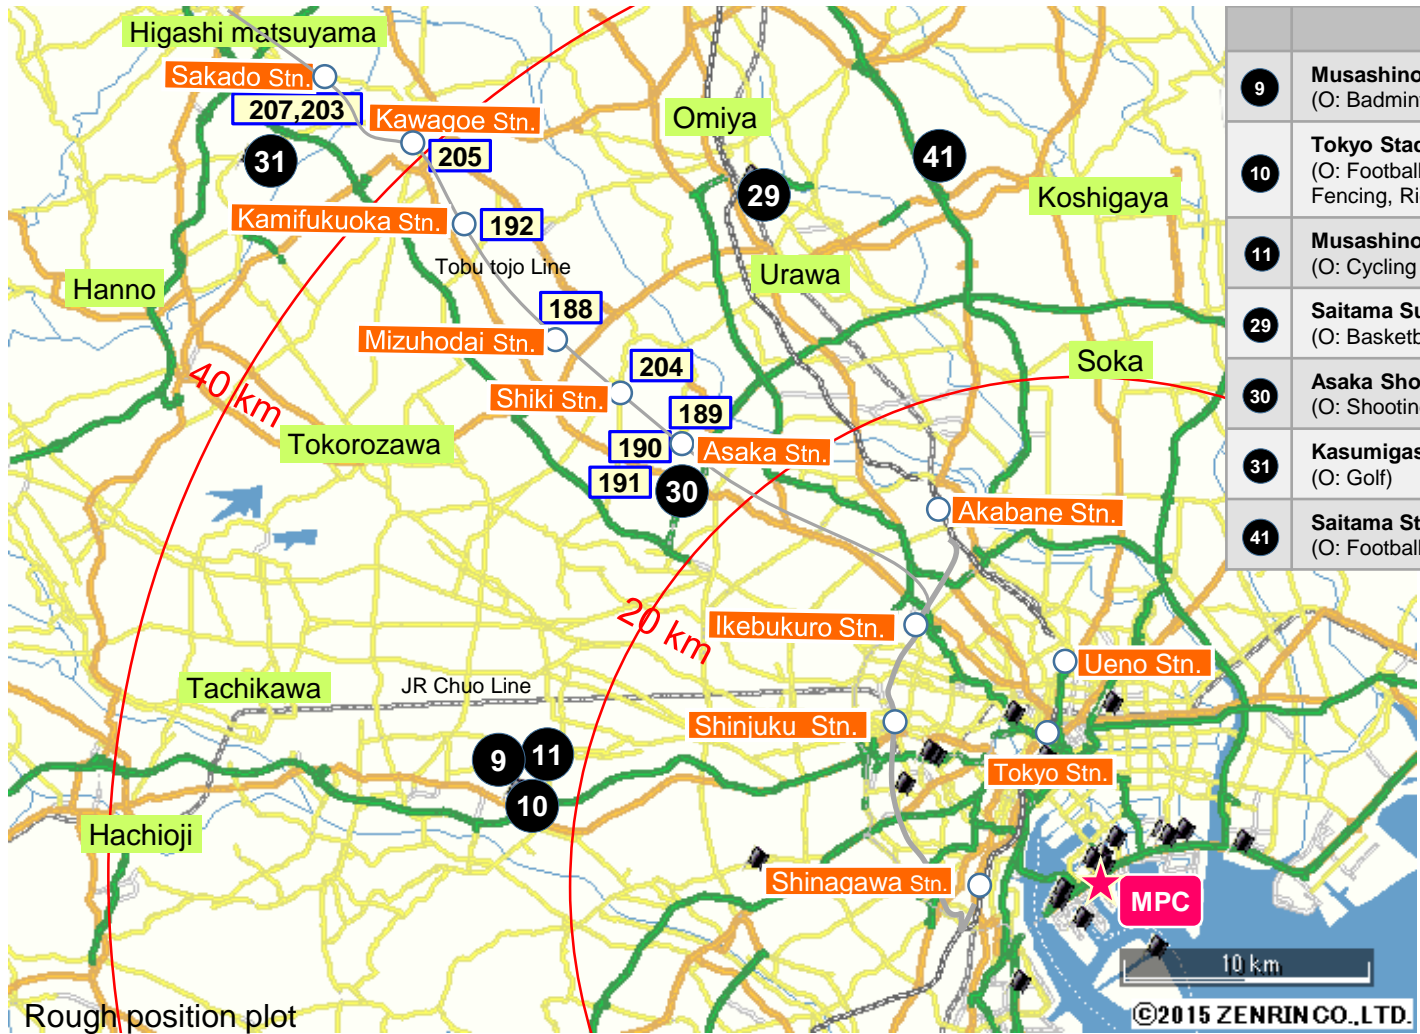 Higashi matsuyama
Sakado Stn.
207,203
Kawagoe Stn.
205
31
Omiya
41
29
Koshigaya
Kamifukuoka Stn.
192
Tobu tojo Line
Urawa
Hanno
188
Mizuhodai Stn.
Soka
40 km
204
Shiki Stn.
189
Tokorozawa
190
Asaka Stn.
191
30
Akabane Stn.
20 km
Ikebukuro Stn.
Ueno Stn.
Tachikawa
JR Chuo Line
Shinjuku Stn.
9
11
10
Tokyo Stn.
Hachioji
Shinagawa Stn.
MPC
10 km
Rough position plot
©2015 ZENRIN CO.,LTD.
9
Musashino
(O: Badmin
10
Tokyo Stad
(O: Football
Fencing, Ri
11
Musashino
(O: Cycling
29
Saitama Su
(O: Basketb
30
Asaka Sho
(O: Shootin
31
Kasumigas
(O: Golf)
41
Saitama St
(O: Football